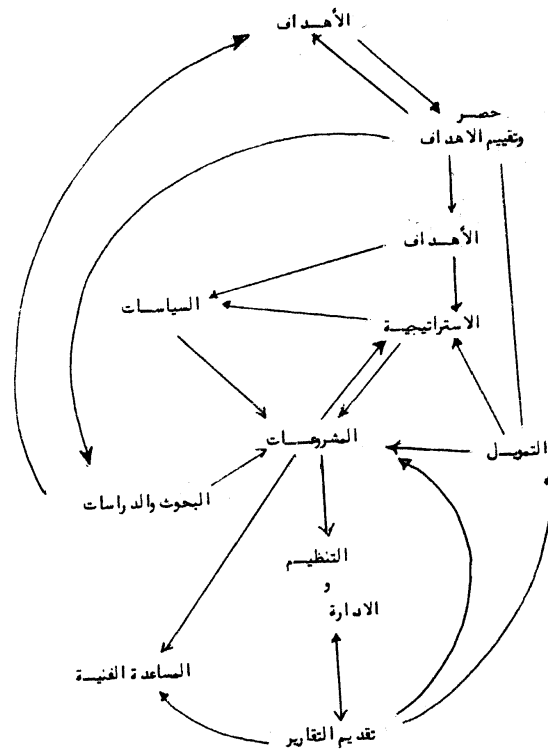 الأهداف
حصر
وتقييم الاهداف
الأهداف
السياسات
الاستراتيجية
المشروعات
التمويل
البحوث والدراسات
التنظيم
و
الادارة
المساعدة الفنية
تقديم التقارير